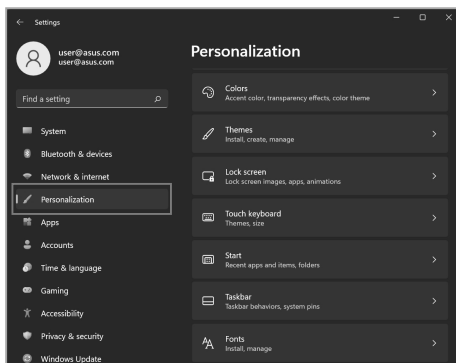 Settings
user@asus.com
user@asus.com
Find a setting
System
Bluetooth & devices
Network & internet
Personalization
Apps
Accounts
Time & language
Gaming
Accessibility
Privacy & security
Windows Update
Personalization
Colors
Accent color, transparency effects, color theme
Themes
Install, create, manage
Lock screen
Lock screen images, apps, animations
Touch keyboard
Themes, size
Start
Recent apps and items, folders
Taskbar
Taskbar behaviors, system pins
Fonts
Install, manage